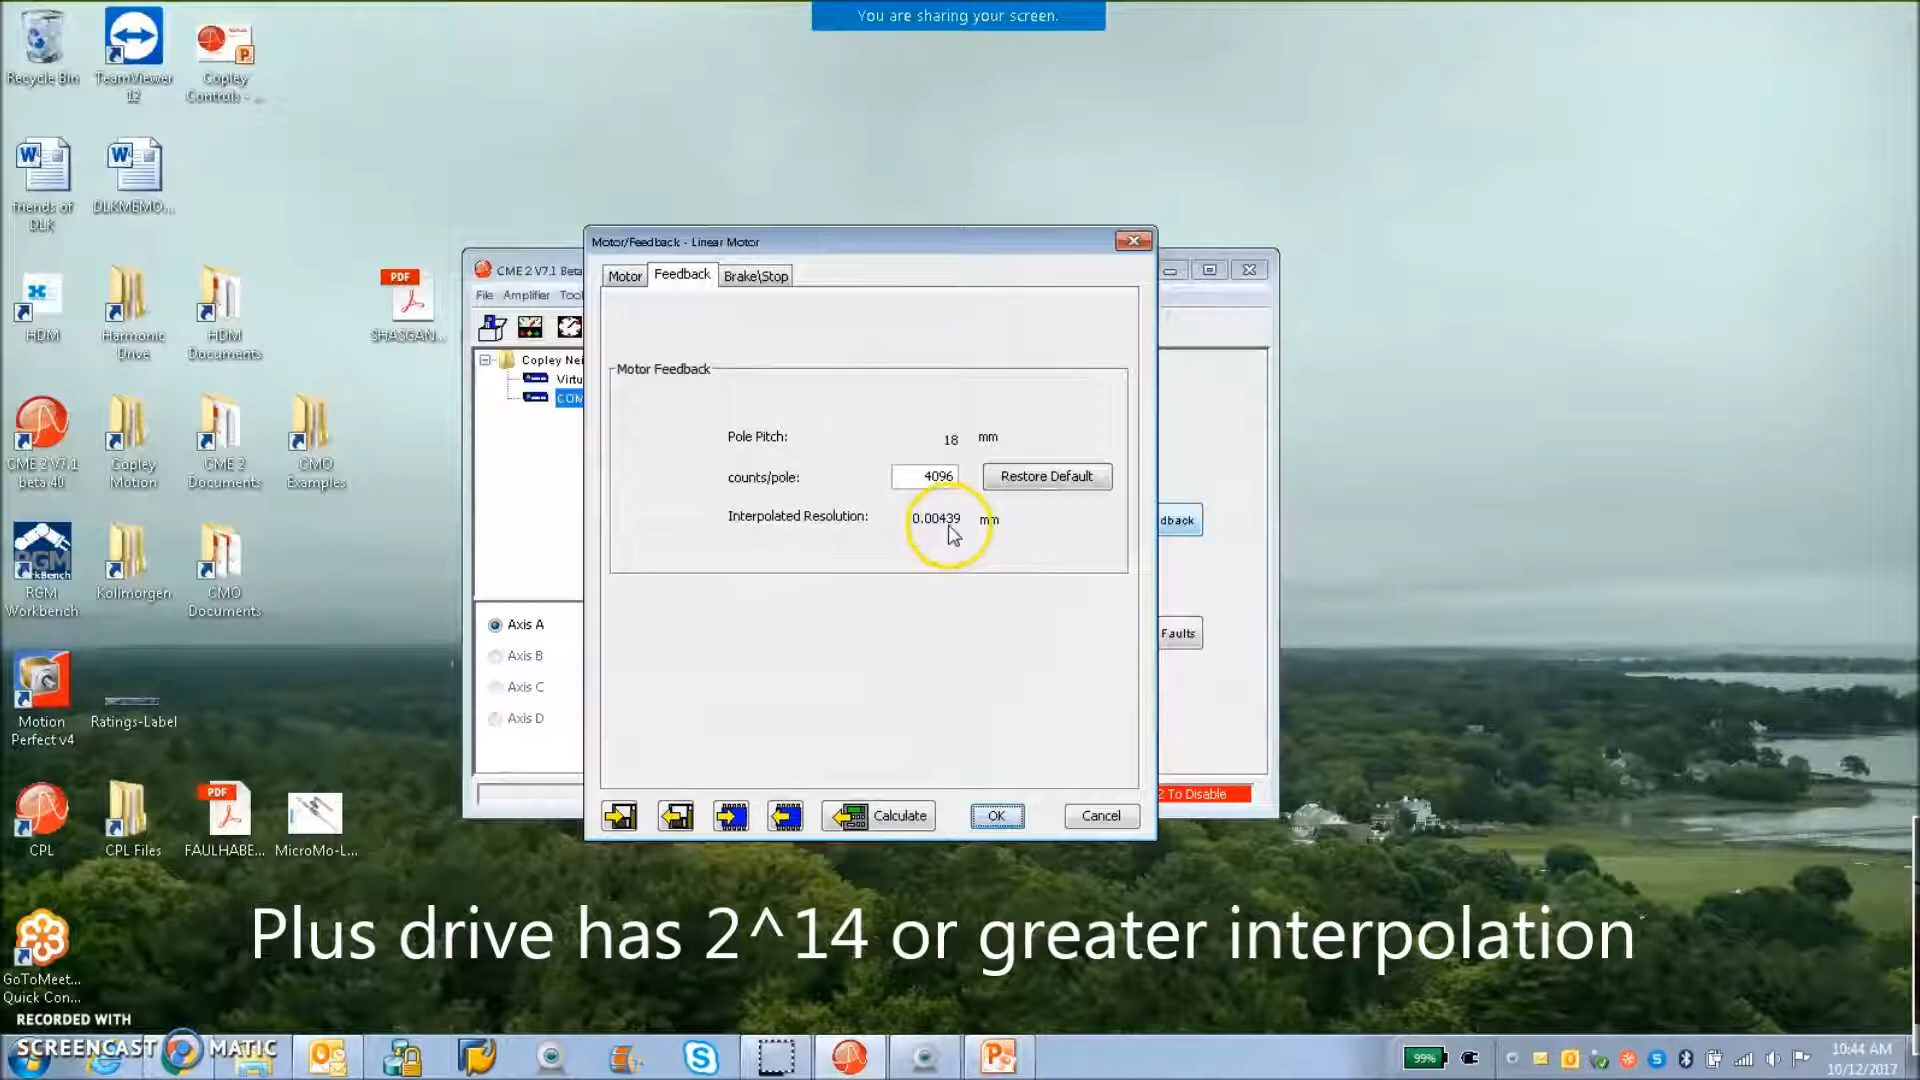 You are sharing your screen.
Recycle Bin
TeamViewer
12
Copley
Controls - ...
friends of
DLK
DLKMEMO...
HDM
Harmonic
Drive
HDM
Documents
PDF
SHASGAN...
CME 2 V7.1
beta 40
Copley
Motion
CME 2
Documents
CMO
Examples
RGM
Workbench
Kollmorgen
CMO
Documents
Motion
Perfect v4
Ratings-Label
CPL
CPL Files
PDF
FAULHABE...
MicroMo-L...
GoToMeet...
Quick Con...
CME 2 V7.1 Beta
File Amplifier Tool
Copley Nei
Virtu
COM
Axis A
Axis B
Axis C
Axis D
dback
Faults
2 To Disable
Motor/Feedback - Linear Motor
Motor Feedback Brake\Stop
Motor Feedback
Pole Pitch: 18 mm
counts/pole: 4096 Restore Default
Interpolated Resolution: 0.00439 mm
Calculate OK Cancel
Plus drive has 2^14 or greater interpolation
RECORDED WITH
SCREENCAST MATIC
99%
10:44 AM
10/12/2017